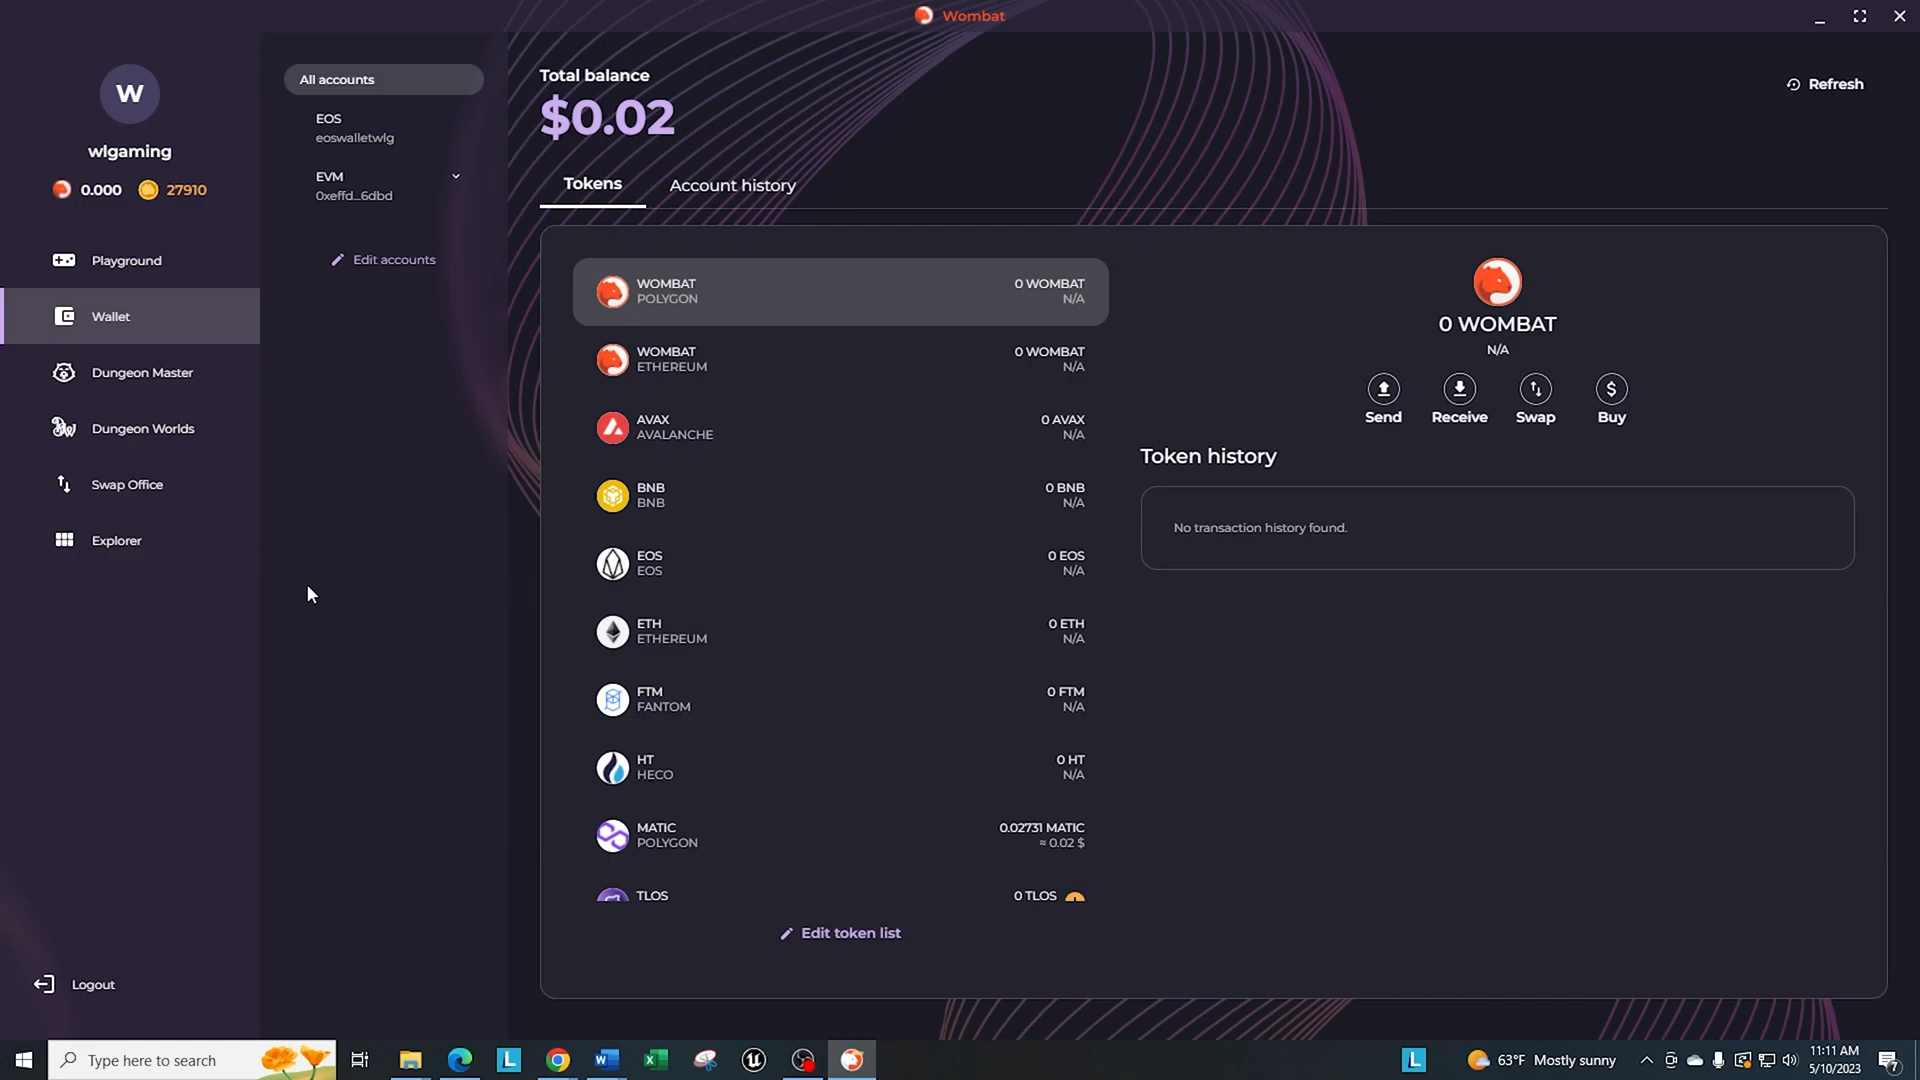 Wombat
W
wlgaming
0.000 27910
Playground
Wallet
Dungeon Master
Dungeon Worlds
Swap Office
Explorer
Logout
All accounts
EOS
eoswalletwlg
EVM
0xeffd...6dbd
Edit accounts
Total balance
$0.02
Refresh
Tokens Account history
WOMBAT 0 WOMBAT
POLYGON N/A
WOMBAT 0 WOMBAT
ETHEREUM N/A
AVAX 0 AVAX
AVALANCHE N/A
BNB 0 BNB
BNB N/A
EOS 0 EOS
EOS N/A
ETH 0 ETH
ETHEREUM N/A
FTM 0 FTM
FANTOM N/A
HT 0 HT
HECO N/A
MATIC 0.02731 MATIC
POLYGON ≈ 0.02 $
TLOS 0 TLOS
Edit token list
0 WOMBAT
N/A
Send Receive Swap Buy
Token history
No transaction history found.
Type here to search
L
L
63°F Mostly sunny
11:11 AM
5/10/2023
7